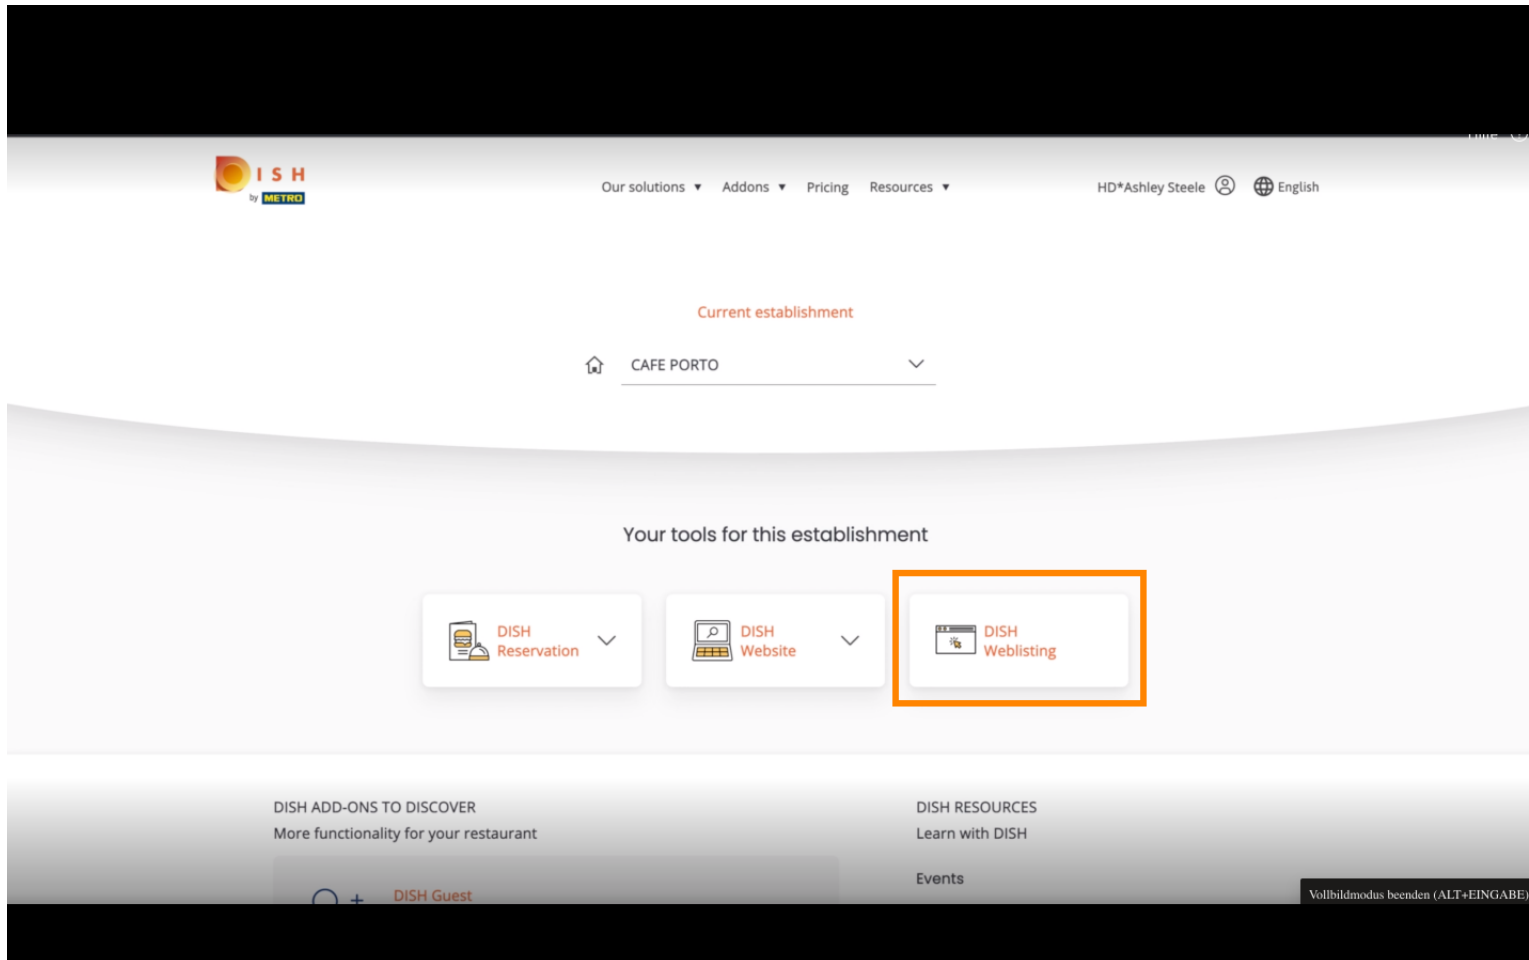 ISH
by METRO
Our solutions ▼ Addons ▼ Pricing Resources ▼
HD*Ashley Steele English
Current establishment
CAFE PORTO
Your tools for this establishment
DISH
Reservation
DISH
Website
DISH
Weblisting
DISH ADD-ONS TO DISCOVER
More functionality for your restaurant
DISH Guest
DISH RESOURCES
Learn with DISH
Events
Vollbildmodus beenden (ALT+EINGABE)